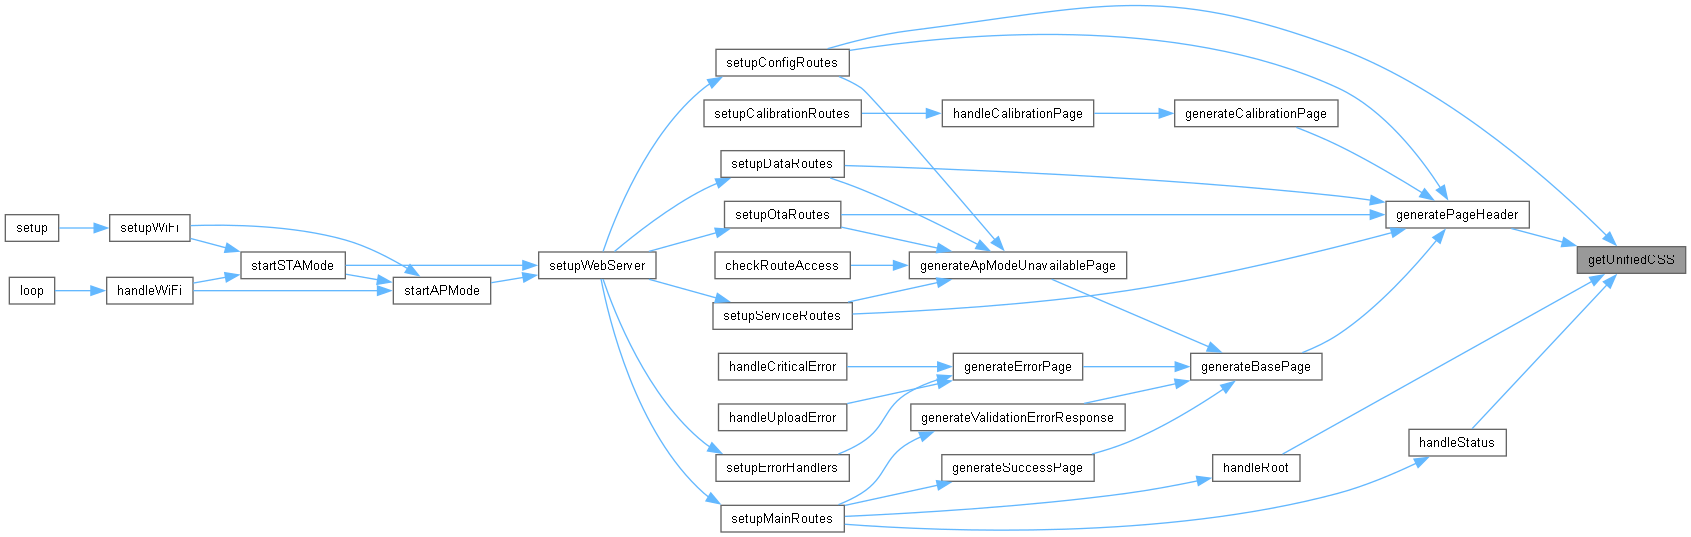 setup
loop
setupWiFi
handleWiFi
startSTAMode
startAPMode
setupWebServer
setupConfigRoutes
setupCalibrationRoutes
setupDataRoutes
setupOtaRoutes
checkRouteAccess
setupServiceRoutes
handleCriticalError
handleUploadError
setupErrorHandlers
setupMainRoutes
handleCalibrationPage
generateApModeUnavailablePage
generateErrorPage
generateValidationErrorResponse
generateSuccessPage
generateCalibrationPage
generateBasePage
handleRoot
generatePageHeader
handleStatus
getUnifiedCSS